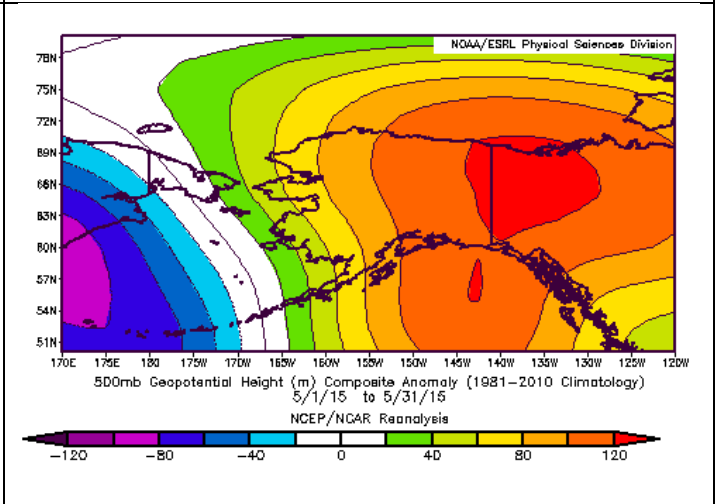 NOAA/ESRL Physical Sciences Division
78N
75N
72N
69N
66N
63N
60N
57N
54N
51N
170E 175E 180 175W 170W 165W 160W 155W 150W 145W 140W 135W 130W 125W 120W
500mb Geopotential Height (m) Composite Anomaly (1981-2010 Climatology)
5/1/15 to 5/31/15
NCEP/NCAR Reanalysis
-120 -80 -40 0 40 80 120